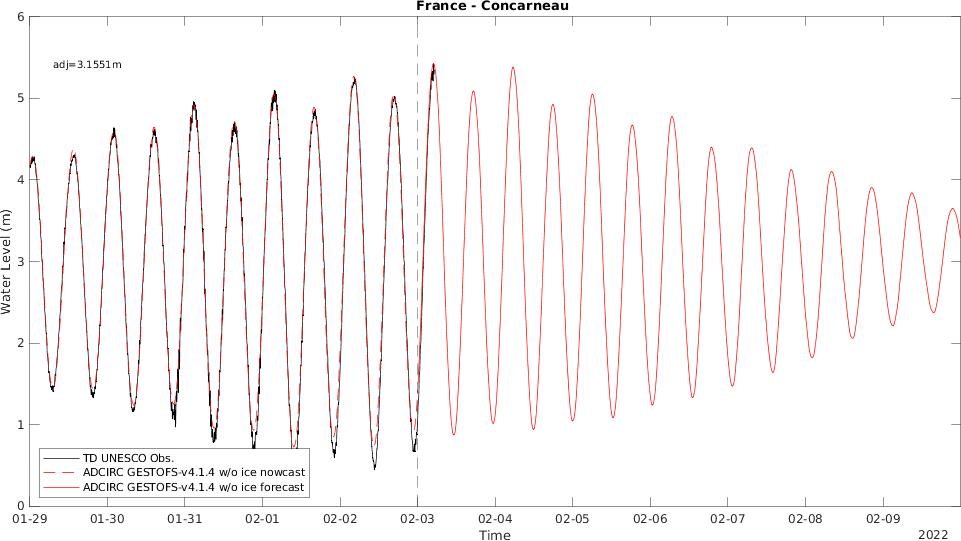 France - Concarneau
6
5
4
3
2
1
0
Water Level (m)
adj=3.1551m
TD UNESCO Obs.
ADCIRC GESTOFS-v4.1.4 w/o ice nowcast
ADCIRC GESTOFS-v4.1.4 w/o ice forecast
01-29 01-30 01-31 02-01 02-02 02-03 02-04 02-05 02-06 02-07 02-08 02-09
Time
2022